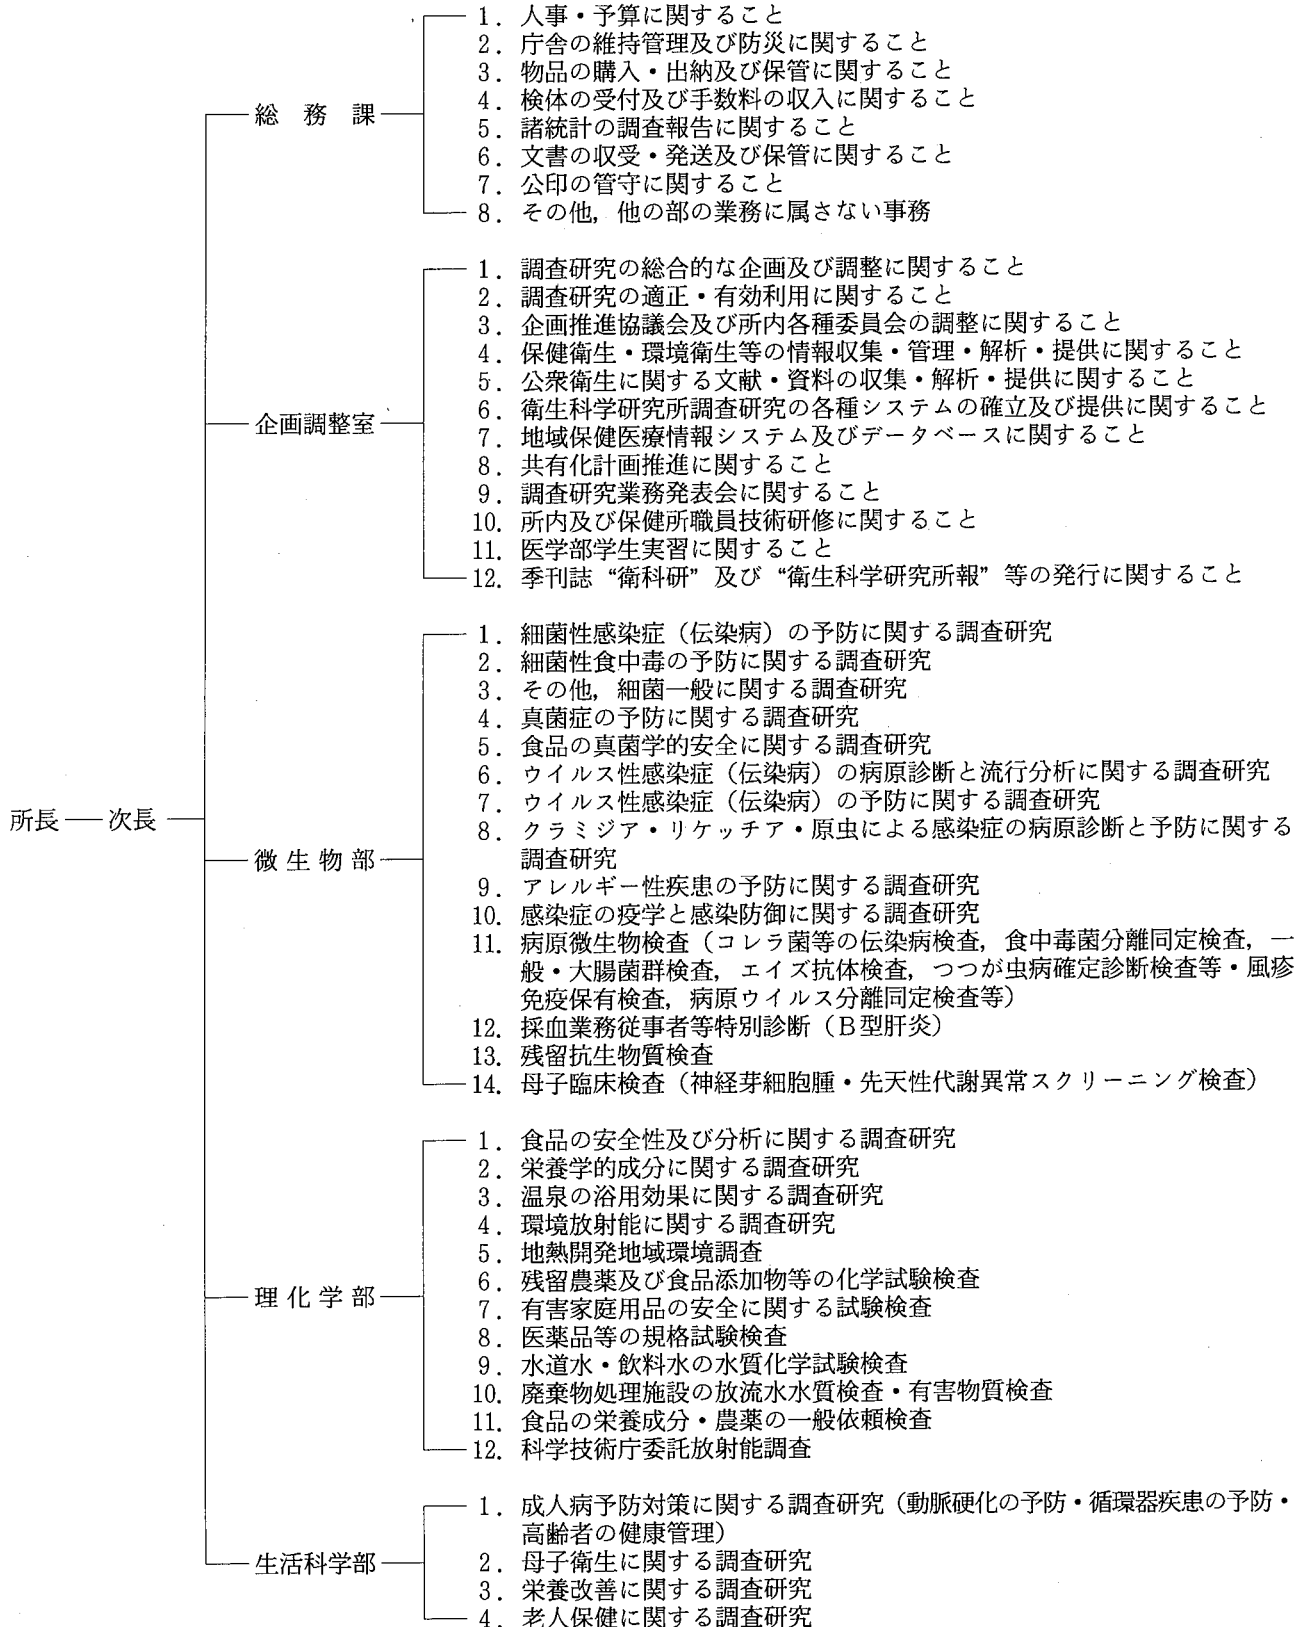 総務課
1. 人事・予算に関すること
2. 庁舎の維持管理及び防災に関すること
3. 物品の購入・出納及び保管に関すること
4. 検体の受付及び手数料の収入に関すること
5. 諸統計の調査報告に関すること
6. 文書の収受・発送及び保管に関すること
7. 公印の管守に関すること
8. その他，他の部の業務に属さない事務
企画調整室
1. 調査研究の総合的な企画及び調整に関すること
2. 調査研究の適正・有効利用に関すること
3. 企画推進協議会及び所内各種委員会の調整に関すること
4. 保健衛生・環境衛生等の情報収集・管理・解析・提供に関すること
5. 公衆衛生に関する文献・資料の収集・解析・提供に関すること
6. 衛生科学研究所調査研究の各種システムの確立及び提供に関すること
7. 地域保健医療情報システム及びデータベースに関すること
8. 共有化計画推進に関すること
9. 調査研究業務発表会に関すること
10. 所内及び保健所職員技術研修に関すること
11. 医学部学生実習に関すること
12. 季刊誌“衛科研”及び“衛生科学研究所報”等の発行に関すること
所長 次長
微生物部
1. 細菌性感染症（伝染病）の予防に関する調査研究
2. 細菌性食中毒の予防に関する調査研究
3. その他，細菌一般に関する調査研究
4. 真菌症の予防に関する調査研究
5. 食品の真菌学的安全に関する調査研究
6. ウイルス性感染症（伝染病）の病原診断と流行分析に関する調査研究
7. ウイルス性感染症（伝染病）の予防に関する調査研究
8. クラミジア・リケッチア・原虫による感染症の病原診断と予防に関する
調査研究
9. アレルギー性疾患の予防に関する調査研究
10. 感染症の疫学と感染防御に関する調査研究
11. 病原微生物検査（コレラ菌等の伝染病検査，食中毒菌分離同定検査，一
般・大腸菌群検査，エイズ抗体検査，つつが虫病確定診断検査等・風疹
免疫保有検査，病原ウイルス分離同定検査等）
12. 採血業務従事者等特別診断（B型肝炎）
13. 残留抗生物質検査
14. 母子臨床検査（神経芽細胞腫・先天性代謝異常スクリーニング検査）
理化学部
1. 食品の安全性及び分析に関する調査研究
2. 栄養学的成分に関する調査研究
3. 温泉の浴用効果に関する調査研究
4. 環境放射能に関する調査研究
5. 地熱開発地域環境調査
6. 残留農薬及び食品添加物等の化学試験検査
7. 有害家庭用品の安全に関する試験検査
8. 医薬品等の規格試験検査
9. 水道水・飲料水の水質化学試験検査
10. 廃棄物処理施設の放流水水質検査・有害物質検査
11. 食品の栄養成分・農薬の一般依頼検査
12. 科学技術庁委託放射能調査
生活科学部
1. 成人病予防対策に関する調査研究（動脈硬化の予防・循環器疾患の予防・
高齢者の健康管理）
2. 母子衛生に関する調査研究
3. 栄養改善に関する調査研究
4. 老人保健に関する調査研究